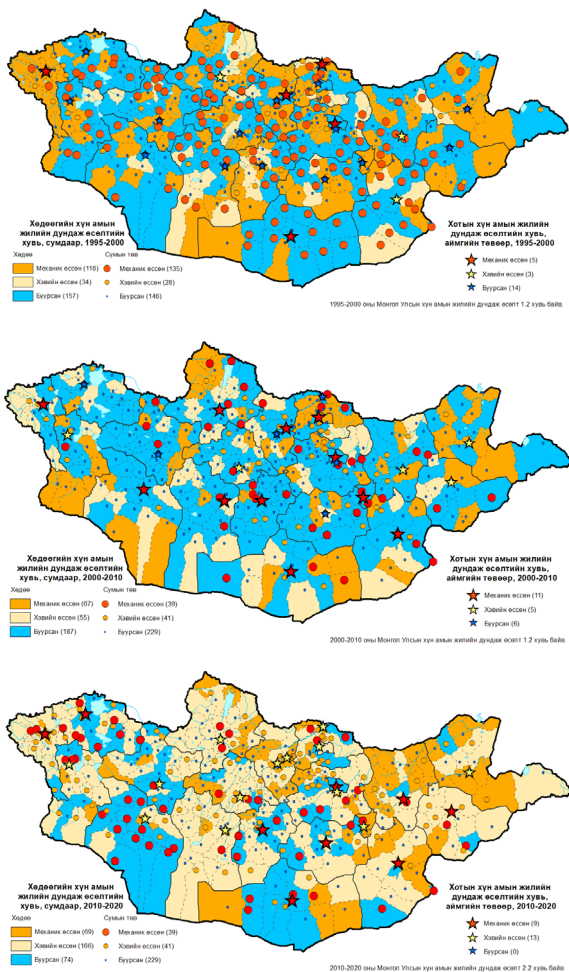 Хөдөөгийн хүн амын
жилийн дундаж өсөлтийн
хувь, сумдаар, 1995-2000
Хөдөө
Сумын төв
Механик өссөн (118)
Механик өссөн (135)
Хэвийн өссөн (34)
Хэвийн өссөн (28)
Буурсан (157)
Буурсан (146)
Хотын хүн амын жилийн
дундаж өсөлтийн хувь,
аймгийн төвөөр, 1995-2000
Механик өссөн (5)
Хэвийн өссөн (3)
Буурсан (14)
1995-2000 оны Монгол Улсын хүн амын жилийн дундаж өсөлт 1.2 хувь байв.
Хөдөөгийн хүн амын
жилийн дундаж өсөлтийн
хувь, сумдаар, 2000-2010
Хөдөө
Сумын төв
Механик өссөн (67)
Механик өссөн (39)
Хэвийн өссөн (55)
Хэвийн өссөн (41)
Буурсан (187)
Буурсан (229)
Хотын хүн амын жилийн
дундаж өсөлтийн хувь,
аймгийн төвөөр, 2000-2010
Механик өссөн (11)
Хэвийн өссөн (5)
Буурсан (6)
2000-2010 оны Монгол Улсын хүн амын жилийн дундаж өсөлт 1.2 хувь байв.
Хөдөөгийн хүн амын
жилийн дундаж өсөлтийн
хувь, сумдаар, 2010-2020
Хөдөө
Сумын төв
Механик өссөн (69)
Механик өссөн (39)
Хэвийн өссөн (166)
Хэвийн өссөн (41)
Буурсан (74)
Буурсан (229)
Хотын хүн амын жилийн
дундаж өсөлтийн хувь,
аймгийн төвөөр, 2010-2020
Механик өссөн (9)
Хэвийн өссөн (13)
Буурсан (0)
2010-2020 оны Монгол Улсын хүн амын жилийн дундаж өсөлт 2.2 хувь байв.